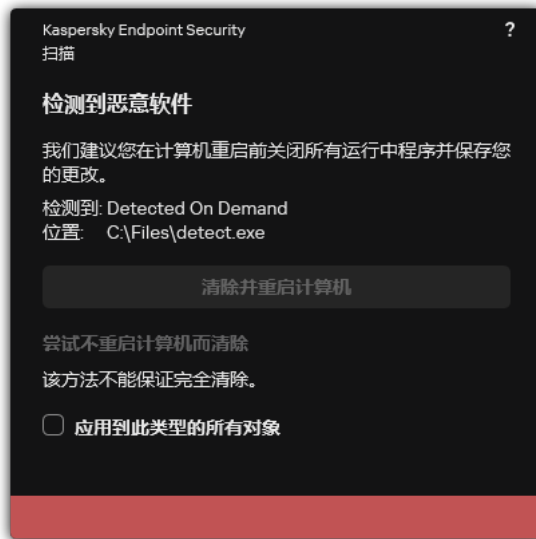 Kaspersky Endpoint Security
?
扫描
检测到恶意软件
我们建议您在计算机重启前关闭所有运行中程序并保存您
的更改。
检测到: Detected On Demand
位置: C:\Files\detect.exe
清除并重启计算机
尝试不重启计算机而清除
该方法不能保证完全清除。
应用到此类型的所有对象